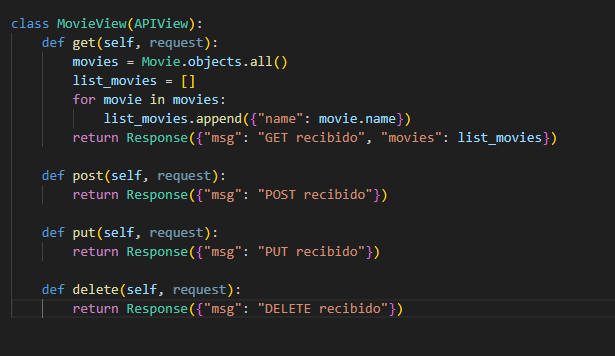 class MovieView(APIView):
    def get(self, request):
        movies = Movie.objects.all()
        list_movies = []
        for movie in movies:
            list_movies.append({"name": movie.name})
        return Response({"msg": "GET recibido", "movies": list_movies})

    def post(self, request):
        return Response({"msg": "POST recibido"})

    def put(self, request):
        return Response({"msg": "PUT recibido"})

    def delete(self, request):
        return Response({"msg": "DELETE recibido"})